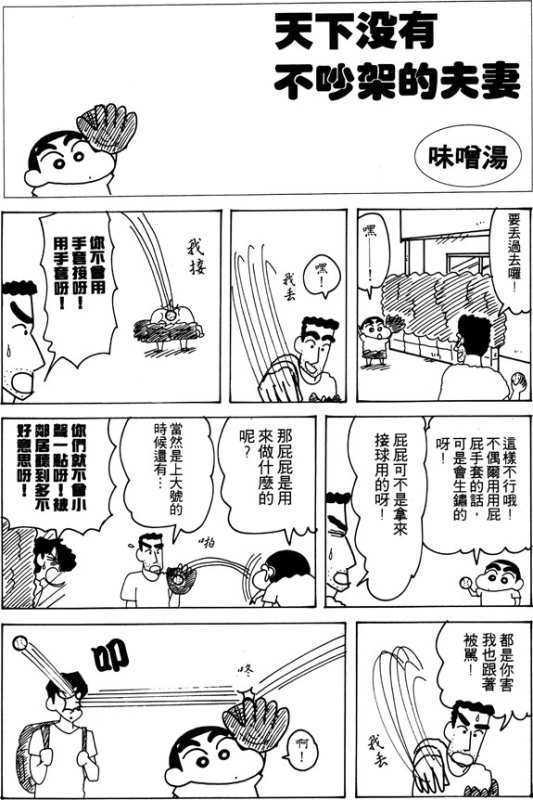 天下没有
不吵架的夫妻
味噌湯
要丟過去囉！
嘿——！
嘿！
我丟
我接
你不會用
手套接呀！
用手套呀！
這樣不行哦！
不偶爾用用屁
屁手套的話，
可是會生鏽的
呀！
屁屁可不是拿來
接球用的呀！
那屁屁是用
來做什麼的
呢？
當然是上大號的
時候還有…
啪
你們就不會小
聲一點呀！被
鄰居聽到多不
好意思呀！
都是你害
我也跟著
被罵！
我丟
咚
啊！
叩